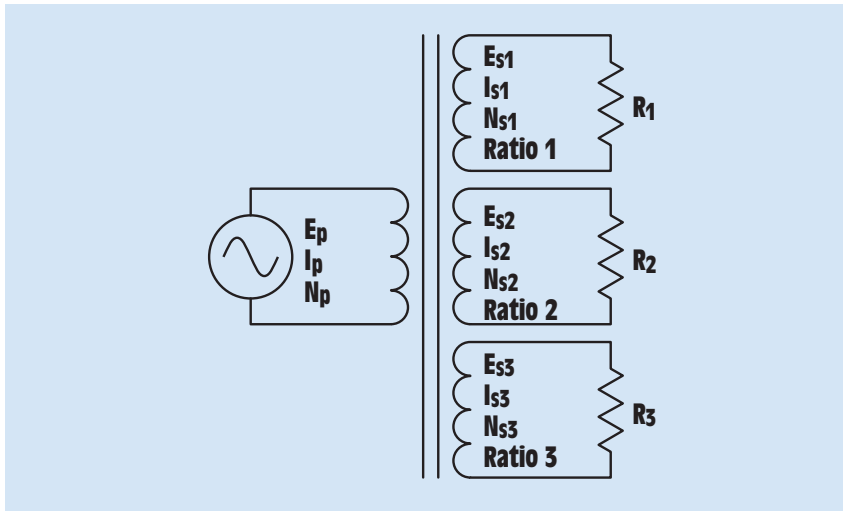 Es1
Is1
Ns1
Ratio 1
R1
Ep
Ip
Np
Es2
Is2
Ns2
Ratio 2
R2
Es3
Is3
Ns3
Ratio 3
R3